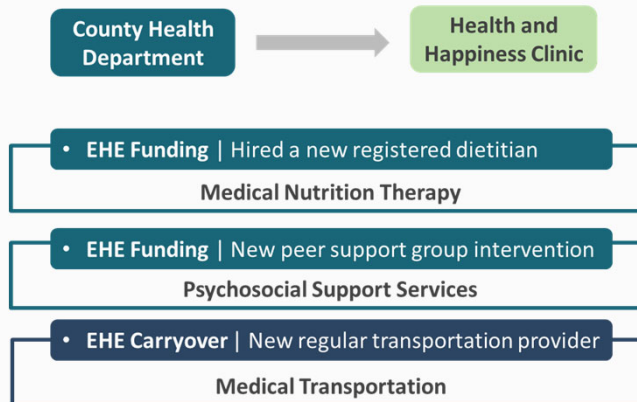 County Health
Department
Health and
Happiness Clinic
• EHE Funding | Hired a new registered dietitian
Medical Nutrition Therapy
• EHE Funding | New peer support group intervention
Psychosocial Support Services
• EHE Carryover | New regular transportation provider
Medical Transportation